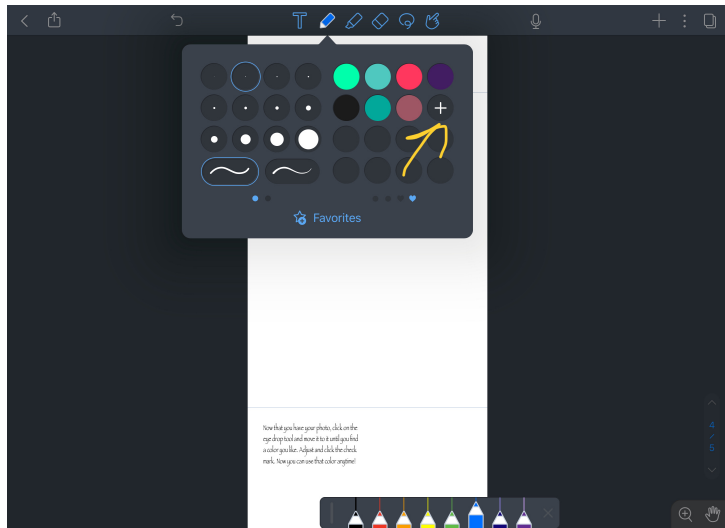 T
Favorites
Now that you have your photo, click on the
eye drop tool and move it to it until you find
a color you like. Adjust and click the check
mark. Now you can use that color anytime!
4
/
5